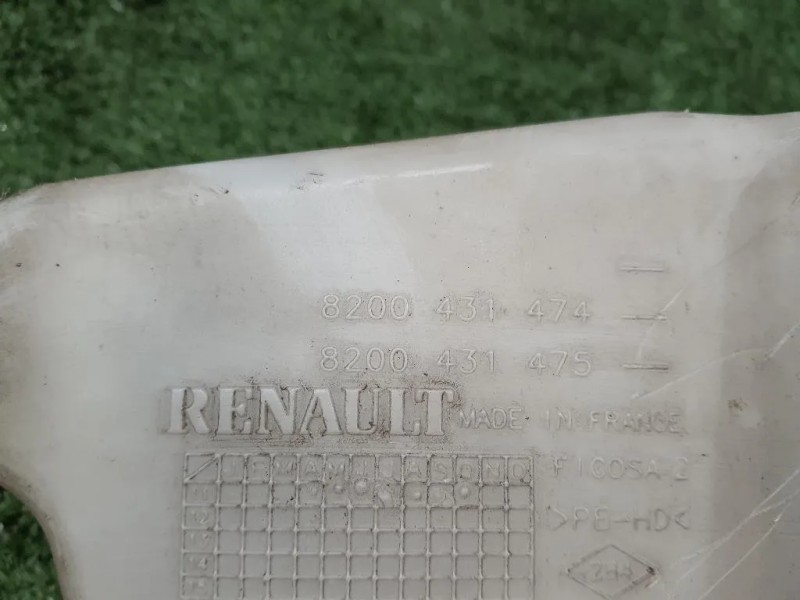 8200 431 474
8200 431 475
RENAULT MADE IN FRANCE
J F M A M J J A S O N D FICOSA
>PE-HD<